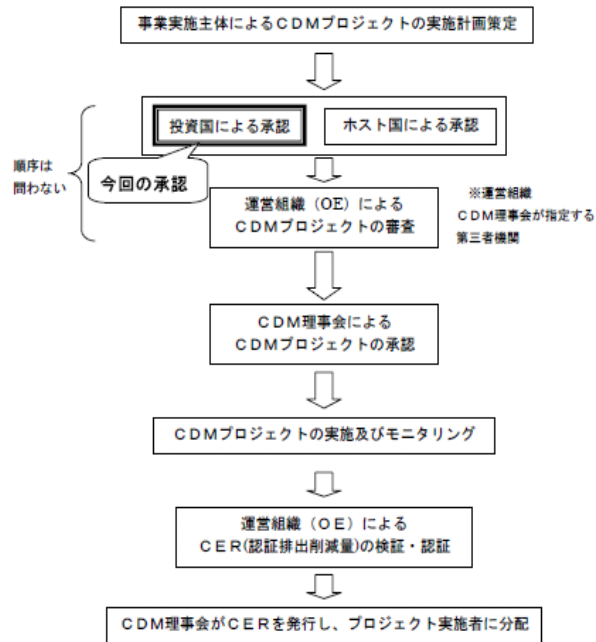 事業実施主体によるＣＤＭプロジェクトの実施計画策定
投資国による承認
ホスト国による承認
順序は
問わない
今回の承認
運営組織（OE）による
ＣＤＭプロジェクトの審査
※運営組織
ＣＤＭ理事会が指定する
第三者機関
ＣＤＭ理事会による
ＣＤＭプロジェクトの承認
ＣＤＭプロジェクトの実施及びモニタリング
運営組織（ＯＥ）による
ＣＥＲ(認証排出削減量)の検証・認証
ＣＤＭ理事会がＣＥＲを発行し、プロジェクト実施者に分配